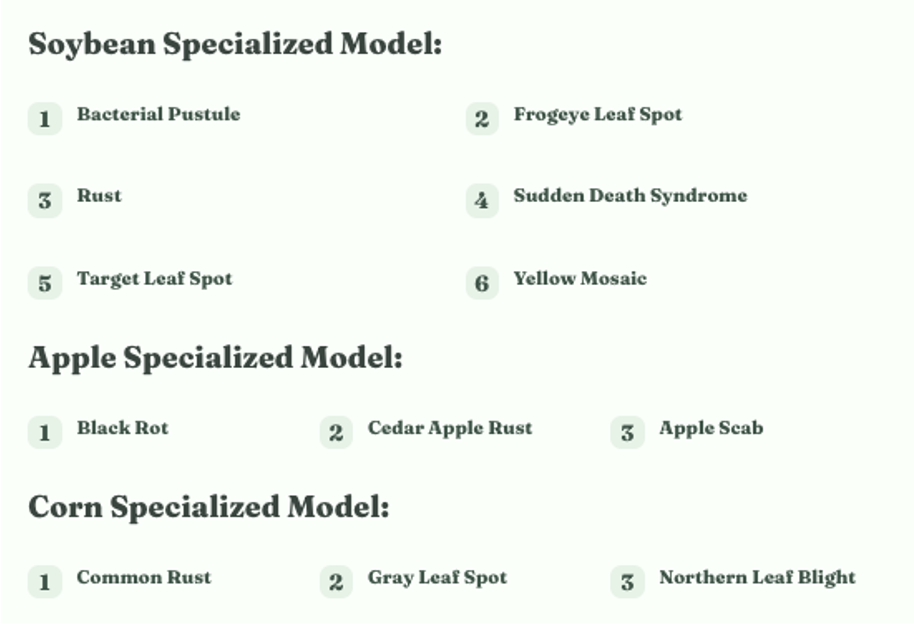 Soybean Specialized Model:
1 Bacterial Pustule
2 Frogeye Leaf Spot
3 Rust
4 Sudden Death Syndrome
5 Target Leaf Spot
6 Yellow Mosaic
Apple Specialized Model:
1 Black Rot
2 Cedar Apple Rust
3 Apple Scab
Corn Specialized Model:
1 Common Rust
2 Gray Leaf Spot
3 Northern Leaf Blight